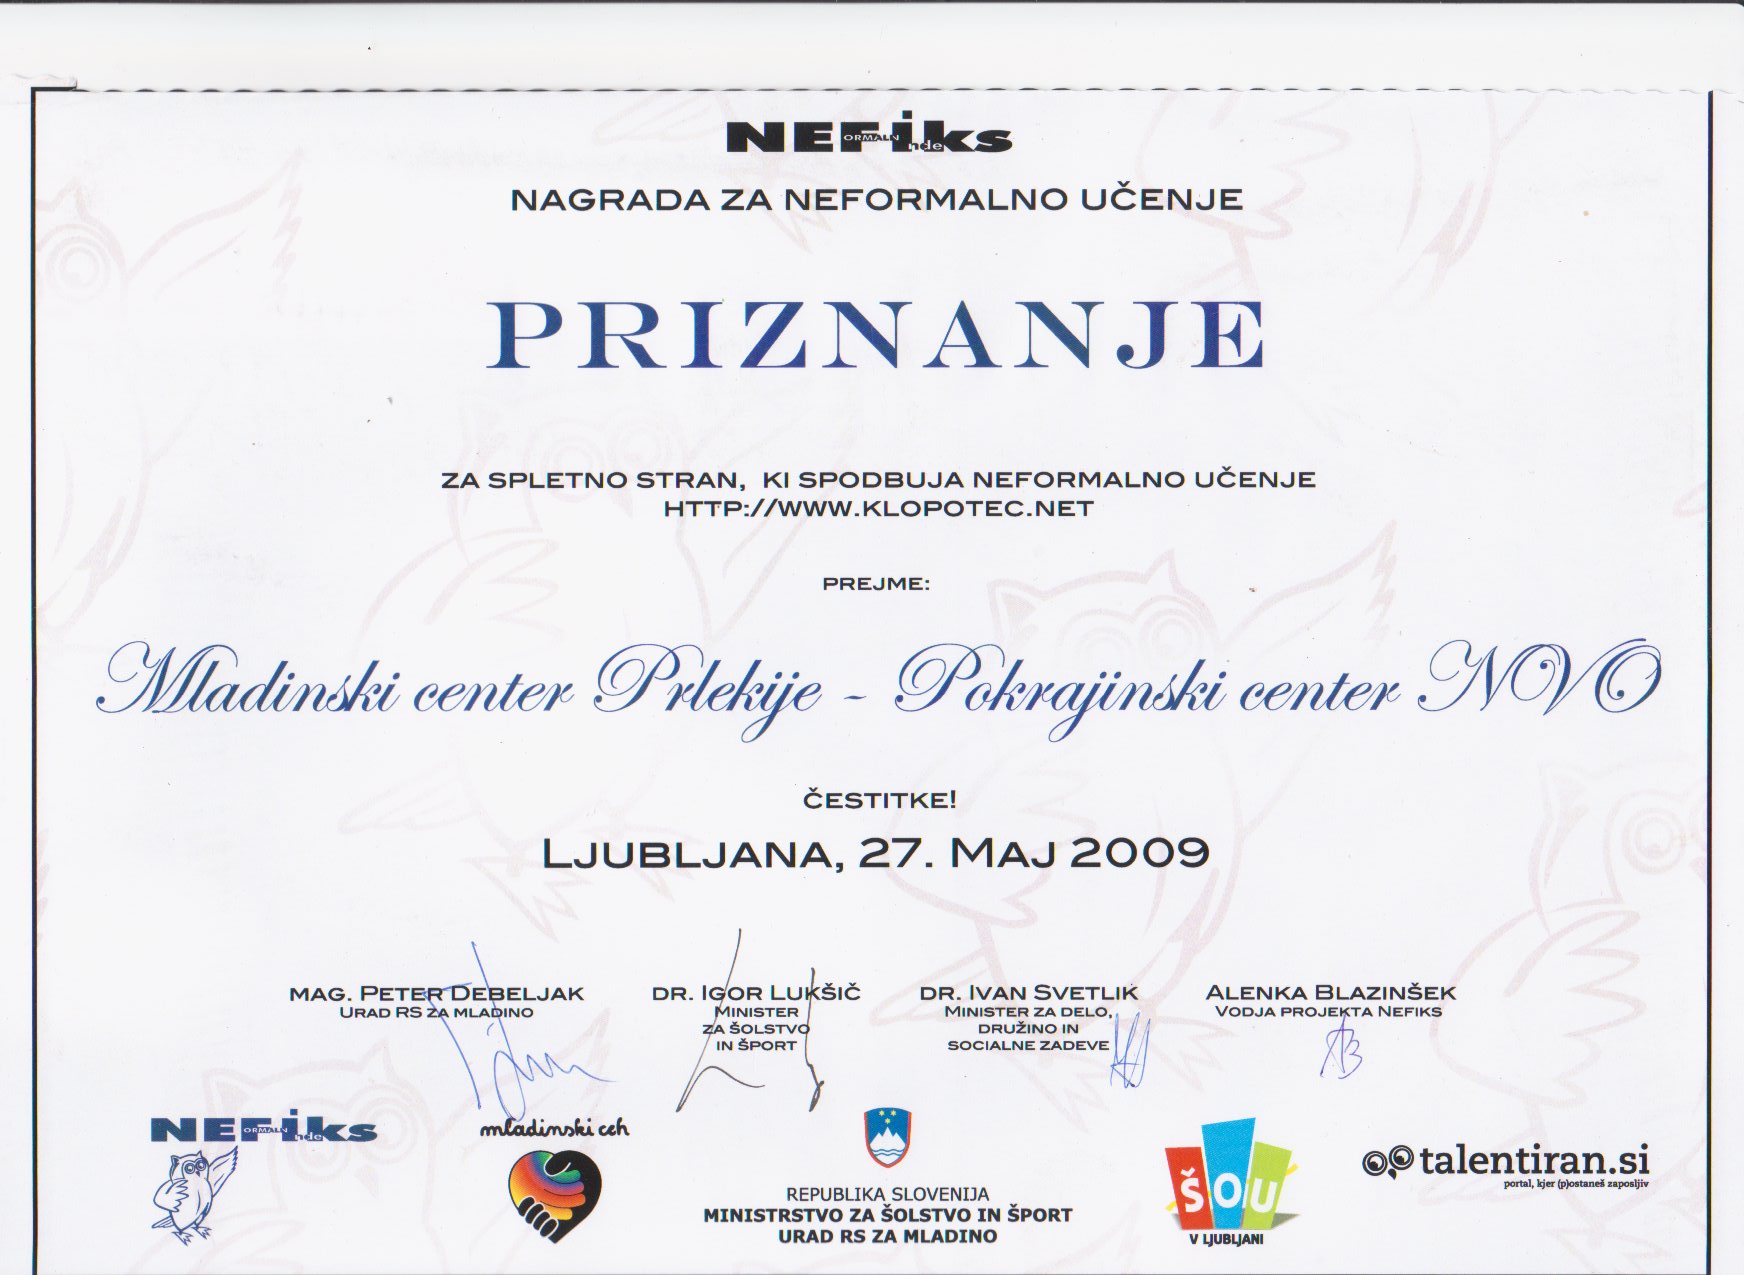 NEFORMALNiNdeks
NAGRADA ZA NEFORMALNO UČENJE
PRIZNANJE
ZA SPLETNO STRAN, KI SPODBUJA NEFORMALNO UČENJE
HTTP://WWW.KLOPOTEC.NET
PREJME:
Mladinski center Prlekije - Pokrajinski center NOVO
ČESTITKE!
LJUBLJANA, 27. MAJ 2009
MAG. PETER DEBELJAK
URAD RS ZA MLADINO
DR. IGOR LUKŠIČ
MINISTER
ZA ŠOLSTVO
IN ŠPORT
DR. IVAN SVETLIK
MINISTER ZA DELO,
DRUŽINO IN
SOCIALNE ZADEVE
ALENKA BLAZINŠEK
VODJA PROJEKTA NEFIKS
NEFORMALNiNdeks
mladinski ceh
REPUBLIKA SLOVENIJA
MINISTRSTVO ZA ŠOLSTVO IN ŠPORT
URAD RS ZA MLADINO
ŠOU
V LJUBLJANI
talentiran.si
portal, kjer (p)ostaneš zaposljiv